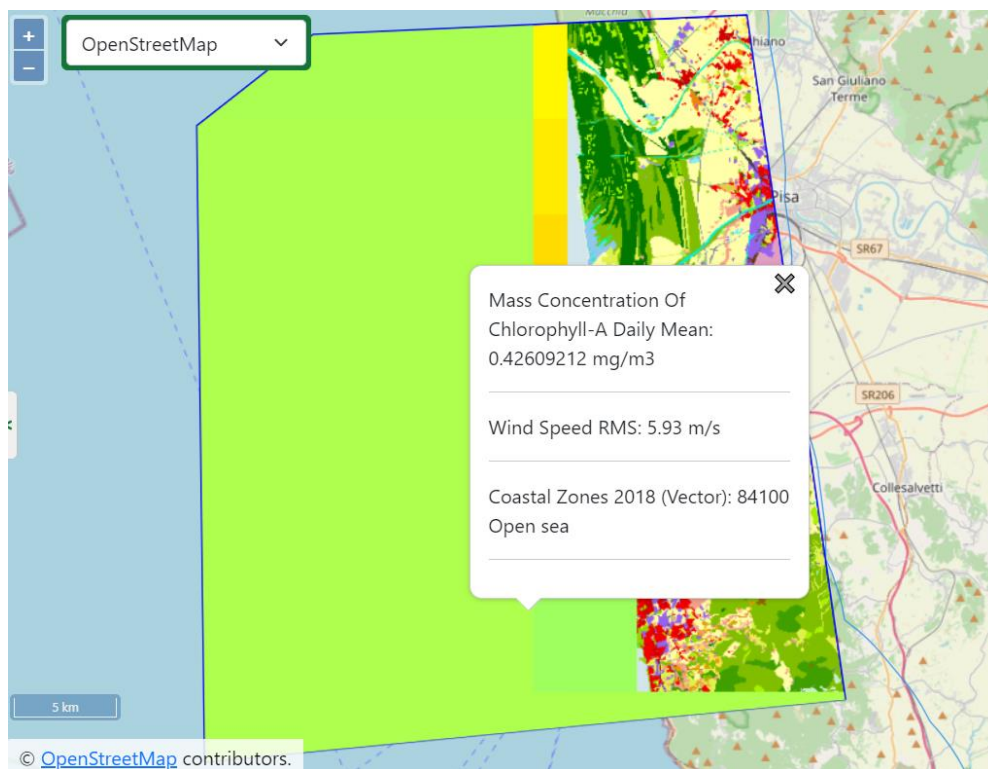 +
OpenStreetMap
−
Macchia
hiano
San Giuliano
Terme
Pisa
SR67
Mass Concentration Of
Chlorophyll-A Daily Mean:
0.42609212 mg/m3
Wind Speed RMS: 5.93 m/s
SR206
Coastal Zones 2018 (Vector): 84100
Open sea
Collesalvetti
5 km
© OpenStreetMap contributors.